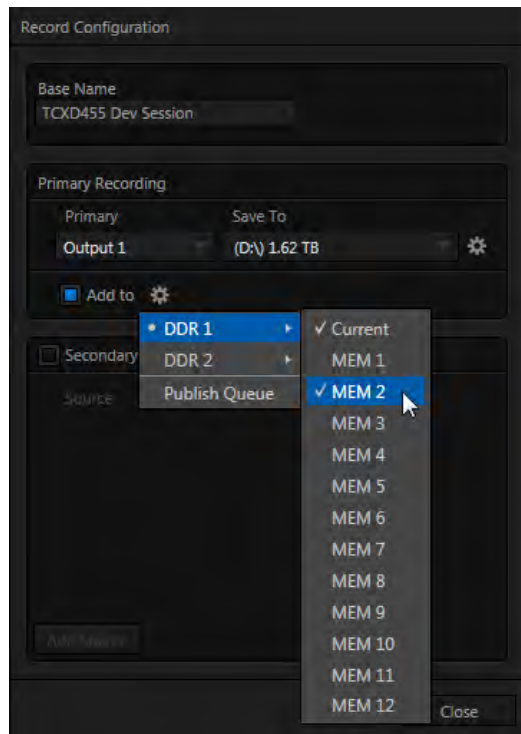 Record Configuration
Base Name
TCXD455 Dev Session
Primary Recording
Primary Save To
Output 1 (D:\) 1.62 TB
Add to
DDR 1 ✓ Current
Secondary DDR 2 MEM 1
Source Publish Queue ✓ MEM 2
MEM 3
MEM 4
MEM 5
MEM 6
MEM 7
MEM 8
MEM 9
Add Source MEM 10
MEM 11
MEM 12
Close